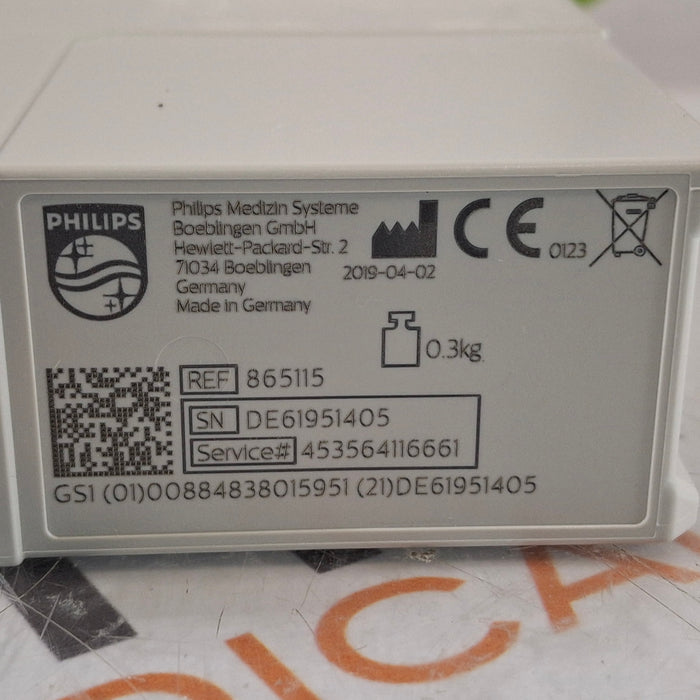 PHILIPS
Philips Medizin Systeme
Boeblingen GmbH
Hewlett-Packard-Str. 2
71034 Boeblingen
Germany
Made in Germany
2019-04-02
CE 0123
0.3kg
REF 865115
SN DE61951405
Service# 453564116661
GS1 (01)00884838015951 (21)DE61951405
DICA